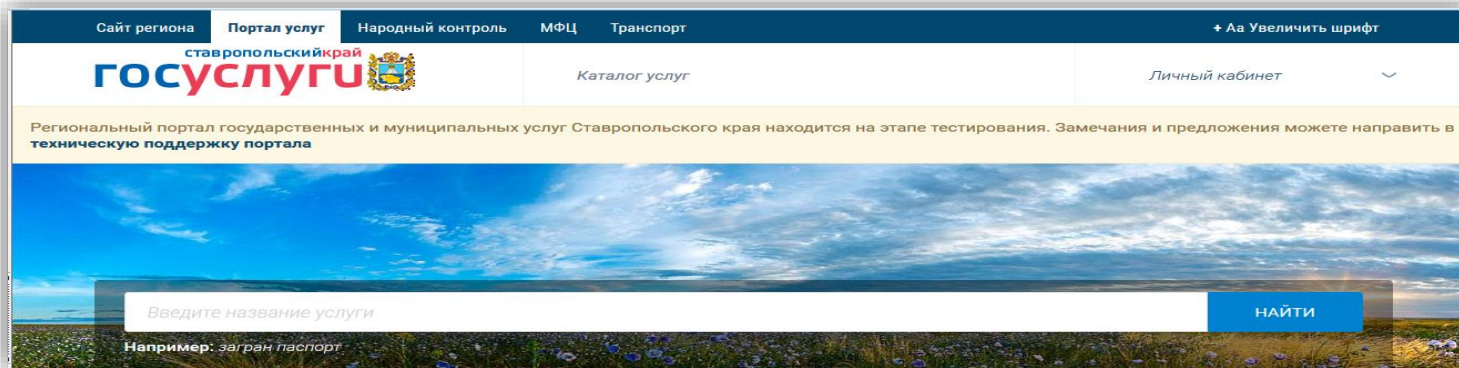 Сайт региона Портал услуг Народный контроль МФЦ Транспорт + Aa Увеличить шрифт
ставропольскийкрай
госуслуги
Каталог услуг Личный кабинет
Региональный портал государственных и муниципальных услуг Ставропольского края находится на этапе тестирования. Замечания и предложения можете направить в
техническую поддержку портала
Введите название услуги НАЙТИ
Например: загран паспорт